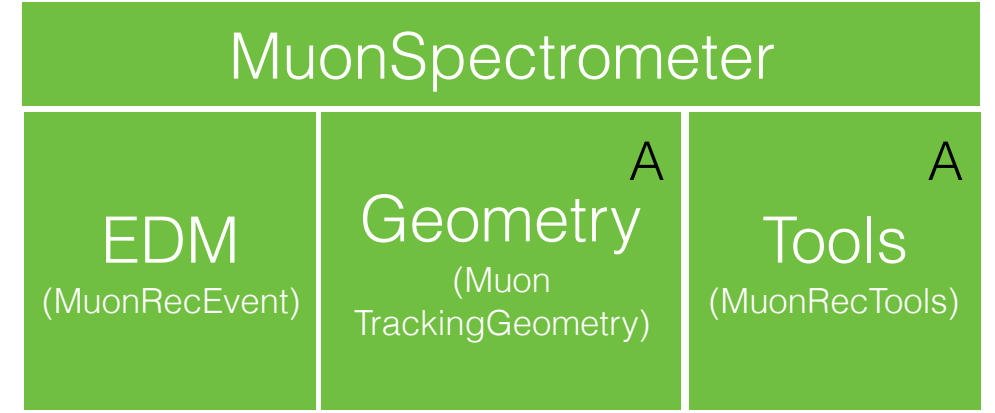 MuonSpectrometer
EDM
(MuonRecEvent)
A
Geometry
(Muon
TrackingGeometry)
A
Tools
(MuonRecTools)